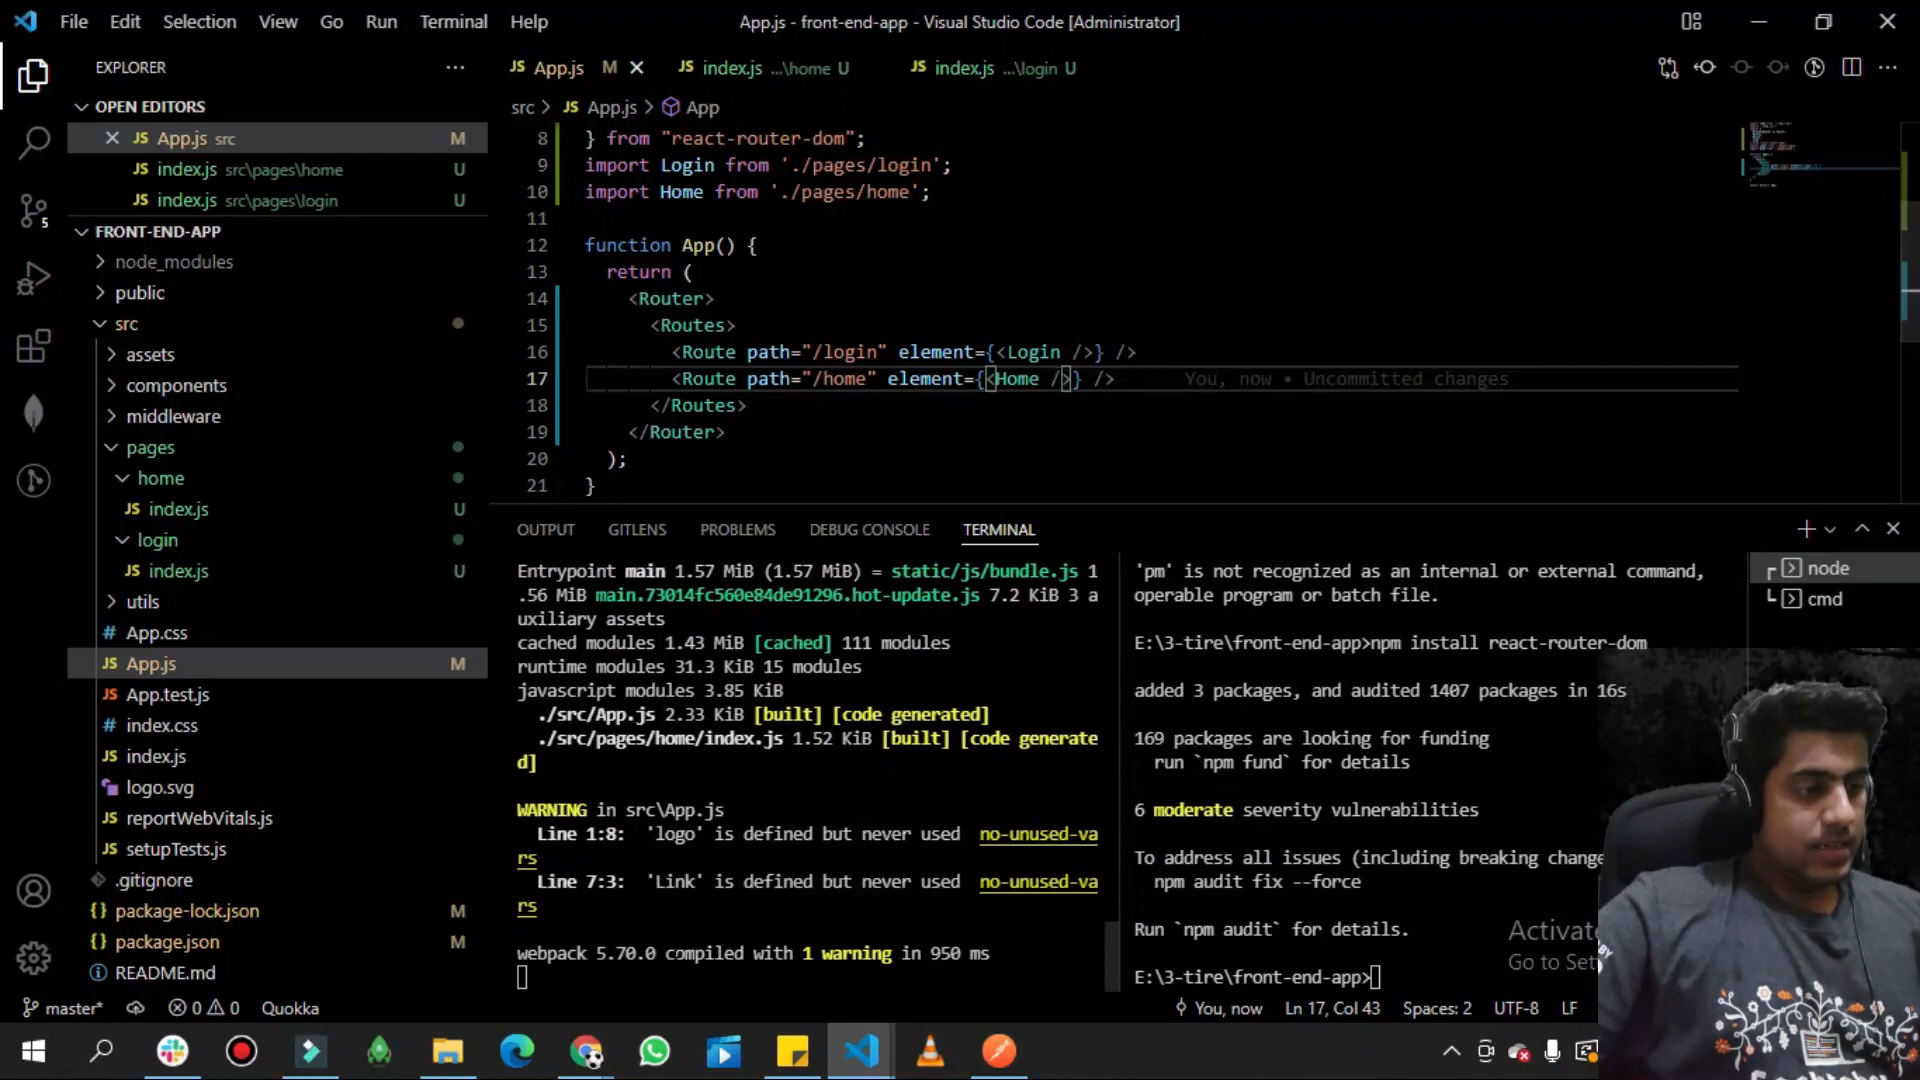 File Edit Selection View Go Run Terminal Help
App.js - front-end-app - Visual Studio Code [Administrator]
EXPLORER
OPEN EDITORS
JS App.js src M
JS index.js src\pages\home U
JS index.js src\pages\login U
FRONT-END-APP
node_modules
public
src
assets
components
middleware
pages
home
JS index.js U
login
JS index.js U
utils
# App.css
JS App.js M
JS App.test.js
# index.css
JS index.js
logo.svg
JS reportWebVitals.js
JS setupTests.js
.gitignore
{} package-lock.json M
{} package.json M
README.md
5
JS App.js M
JS index.js ...\home U
JS index.js ...\login U
src > JS App.js > App
8 } from "react-router-dom";
9 import Login from './pages/login';
10 import Home from './pages/home';
11
12 function App() {
13 return (
14 <Router>
15 <Routes>
16 <Route path="/login" element={<Login />} />
17 <Route path="/home" element={<Home />} /> You, now • Uncommitted changes
18 </Routes>
19 </Router>
20 );
21 }
OUTPUT GITLENS PROBLEMS DEBUG CONSOLE TERMINAL
Entrypoint main 1.57 MiB (1.57 MiB) = static/js/bundle.js 1
.56 MiB main.73014fc560e84de91296.hot-update.js 7.2 KiB 3 a
uxiliary assets
cached modules 1.43 MiB [cached] 111 modules
runtime modules 31.3 KiB 15 modules
javascript modules 3.85 KiB
./src/App.js 2.33 KiB [built] [code generated]
./src/pages/home/index.js 1.52 KiB [built] [code generate
d]
WARNING in src\App.js
Line 1:8: 'logo' is defined but never used no-unused-va
rs
Line 7:3: 'Link' is defined but never used no-unused-va
rs
webpack 5.70.0 compiled with 1 warning in 950 ms
'pm' is not recognized as an internal or external command,
operable program or batch file.
E:\3-tire\front-end-app>npm install react-router-dom
added 3 packages, and audited 1407 packages in 16s
169 packages are looking for funding
run `npm fund` for details
6 moderate severity vulnerabilities
To address all issues (including breaking change
npm audit fix --force
Run `npm audit` for details.
E:\3-tire\front-end-app>
node
cmd
Activat
Go to Set
master* 0 0 Quokka
You, now Ln 17, Col 43 Spaces: 2 UTF-8 LF